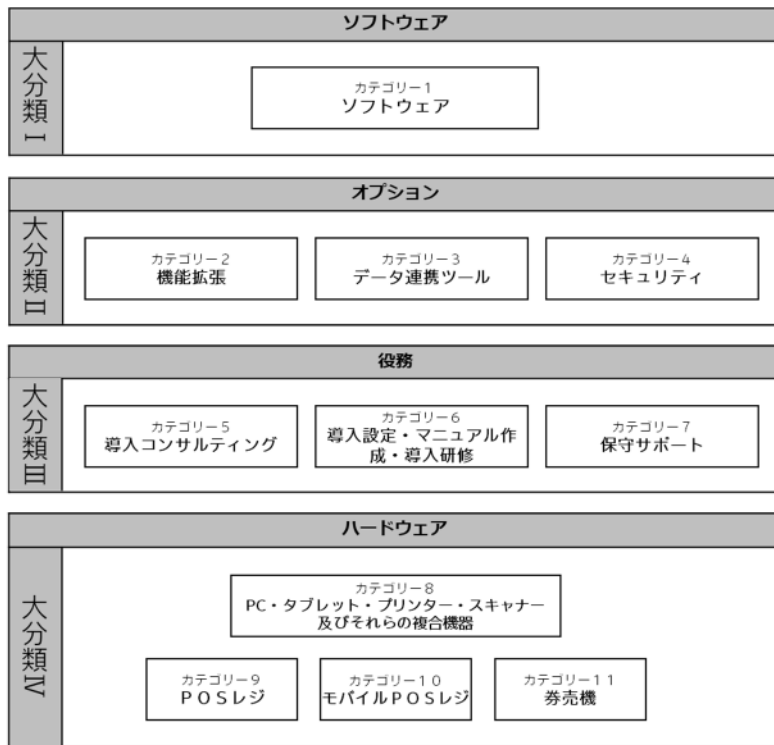 ソフトウェア
大分類Ⅰ
カテゴリー1
ソフトウェア
オプション
大分類Ⅱ
カテゴリー2
機能拡張
カテゴリー3
データ連携ツール
カテゴリー4
セキュリティ
役務
大分類Ⅲ
カテゴリー5
導入コンサルティング
カテゴリー6
導入設定・マニュアル作
成・導入研修
カテゴリー7
保守サポート
ハードウェア
大分類Ⅳ
カテゴリー8
PC・タブレット・プリンター・スキャナー
及びそれらの複合機器
カテゴリー9
ＰＯＳレジ
カテゴリー１０
モバイルＰＯＳレジ
カテゴリー１１
券売機